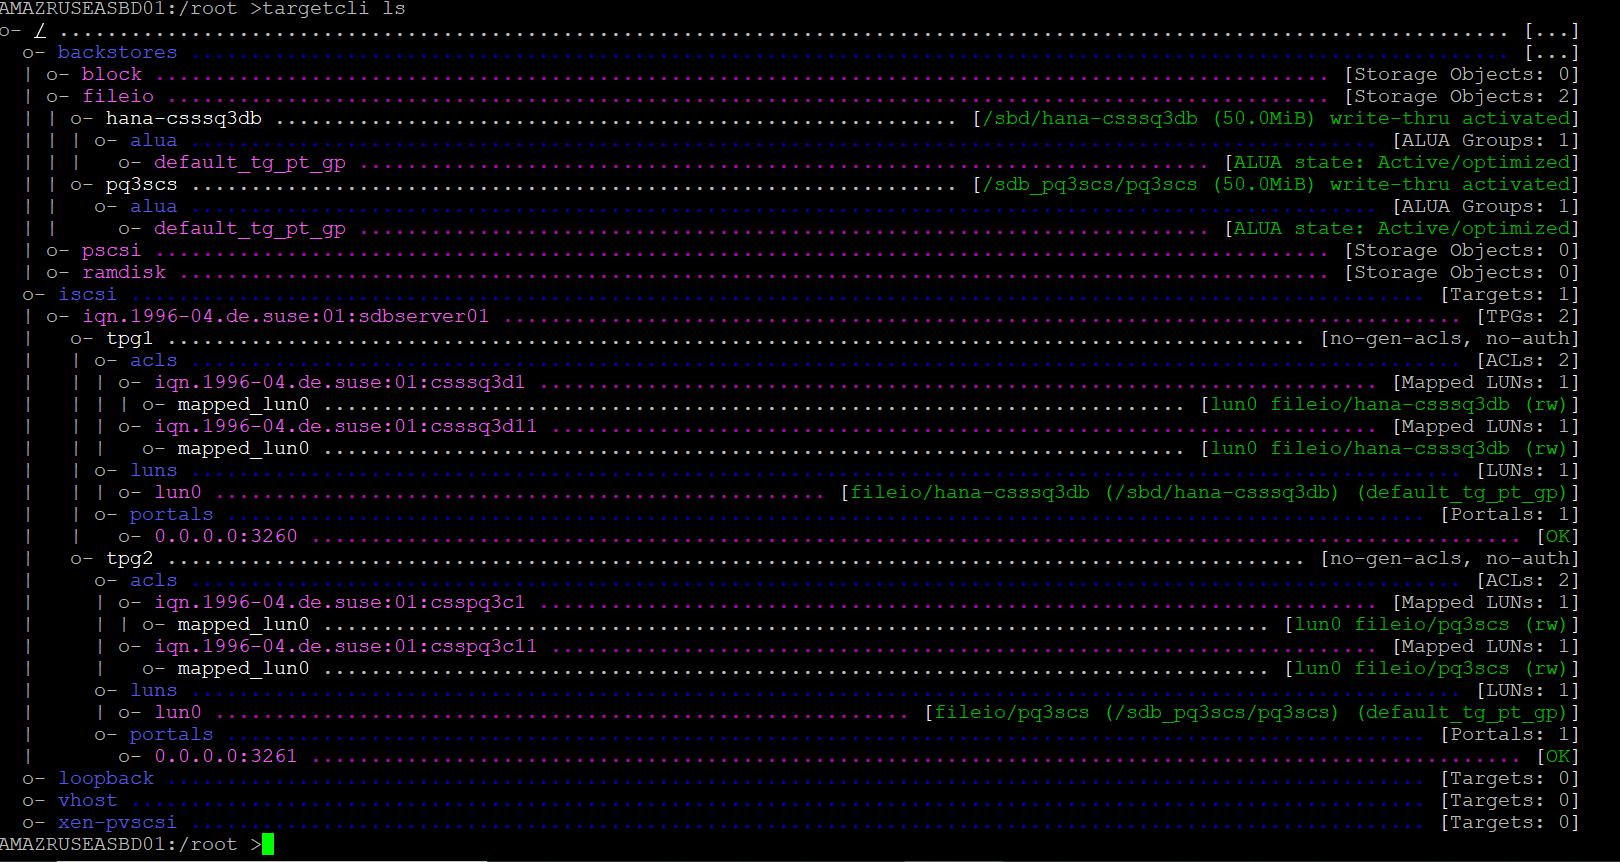 AMAZRUSEASBD01:/root >targetcli ls
o- / ..... [...]
o- backstores ..... [...]
| o- block ..... [Storage Objects: 0]
| o- fileio ..... [Storage Objects: 2]
| | o- hana-csssq3db ..... [/sbd/hana-csssq3db (50.0MiB) write-thru activated]
| | | o- alua ..... [ALUA Groups: 1]
| | |   o- default_tg_pt_gp ..... [ALUA state: Active/optimized]
| | o- pq3scs ..... [/sdb_pq3scs/pq3scs (50.0MiB) write-thru activated]
| |   o- alua ..... [ALUA Groups: 1]
| |     o- default_tg_pt_gp ..... [ALUA state: Active/optimized]
| o- pscsi ..... [Storage Objects: 0]
| o- ramdisk ..... [Storage Objects: 0]
o- iscsi ..... [Targets: 1]
| o- iqn.1996-04.de.suse:01:sdbserver01 ..... [TPGs: 2]
|   o- tpg1 ..... [no-gen-acls, no-auth]
|   | o- acls ..... [ACLs: 2]
|   | | o- iqn.1996-04.de.suse:01:csssq3d1 ..... [Mapped LUNs: 1]
|   | | | o- mapped_lun0 ..... [lun0 fileio/hana-csssq3db (rw)]
|   | | o- iqn.1996-04.de.suse:01:csssq3d11 ..... [Mapped LUNs: 1]
|   | |   o- mapped_lun0 ..... [lun0 fileio/hana-csssq3db (rw)]
|   | o- luns ..... [LUNs: 1]
|   | | o- lun0 ..... [fileio/hana-csssq3db (/sbd/hana-csssq3db) (default_tg_pt_gp)]
|   | o- portals ..... [Portals: 1]
|   |   o- 0.0.0.0:3260 ..... [OK]
|   o- tpg2 ..... [no-gen-acls, no-auth]
|     o- acls ..... [ACLs: 2]
|     | o- iqn.1996-04.de.suse:01:csspq3c1 ..... [Mapped LUNs: 1]
|     | | o- mapped_lun0 ..... [lun0 fileio/pq3scs (rw)]
|     | o- iqn.1996-04.de.suse:01:csspq3c11 ..... [Mapped LUNs: 1]
|     |   o- mapped_lun0 ..... [lun0 fileio/pq3scs (rw)]
|     o- luns ..... [LUNs: 1]
|     | o- lun0 ..... [fileio/pq3scs (/sdb_pq3scs/pq3scs) (default_tg_pt_gp)]
|     o- portals ..... [Portals: 1]
|       o- 0.0.0.0:3261 ..... [OK]
o- loopback ..... [Targets: 0]
o- vhost ..... [Targets: 0]
o- xen-pvscsi ..... [Targets: 0]
AMAZRUSEASBD01:/root >